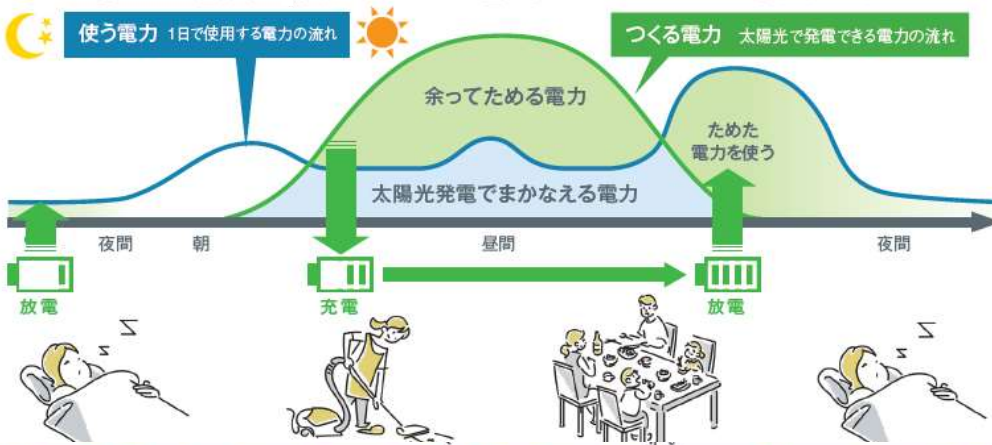 使う電力 1日で使用する電力の流れ
つくる電力 太陽光で発電できる電力の流れ
余ってためる電力
ためた
電力を使う
太陽光発電でまかなえる電力
夜間 朝 昼間 夜間
放電 充電 放電
z Z
z Z